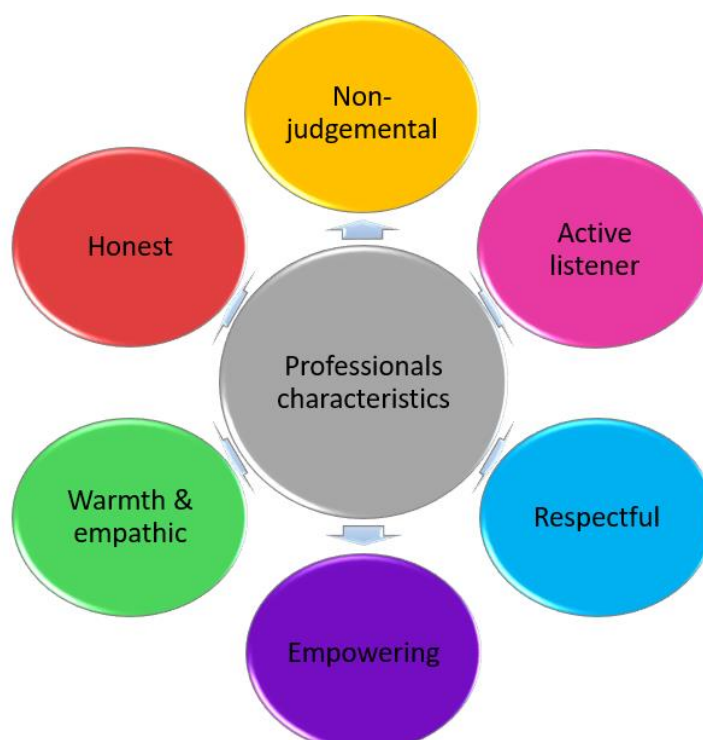 Non-
judgemental
Active
listener
Respectful
Empowering
Warmth &
empathic
Honest
Professionals
characteristics